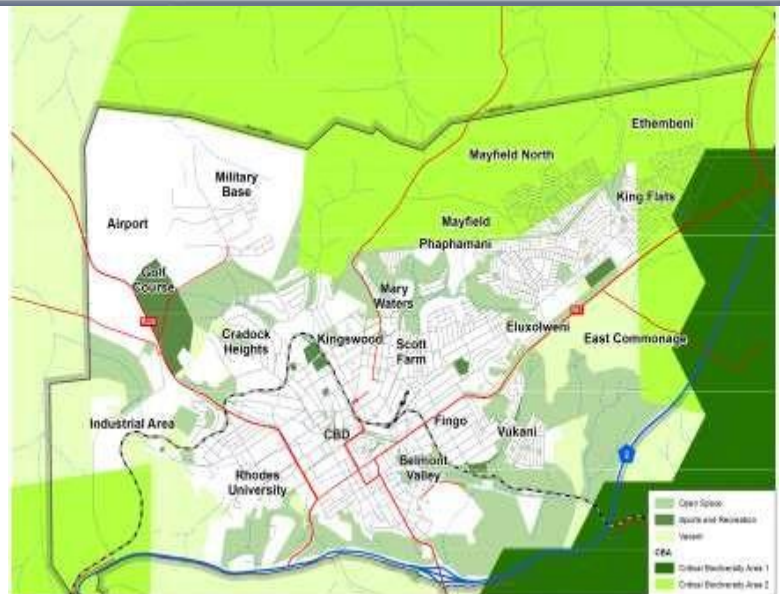 Ethembeni
Mayfield North
Military
Base
King Flats
Airport
Mayfield
Phaphamani
Golf
Course
Mary
Waters
Cradock
Heights
Kingswood
Scott
Farm
Eluxolweni
East Commonage
Industrial Area
CBD
Fingo
Vukani
Belmont
Valley
Rhodes
University
2
Open Space
Sports and Recreation
Vacant
CBA
Critical Biodiversity Area 1
Critical Biodiversity Area 2